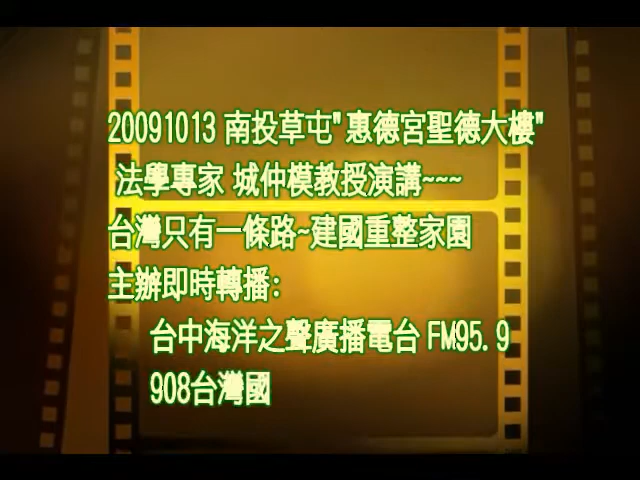 20091013 南投草屯"惠德宮聖德大樓"
法學專家 城仲模教授演講~~~
台灣只有一條路~建國重整家園
主辦即時轉播:
台中海洋之聲廣播電台 FM95.9
908台灣國